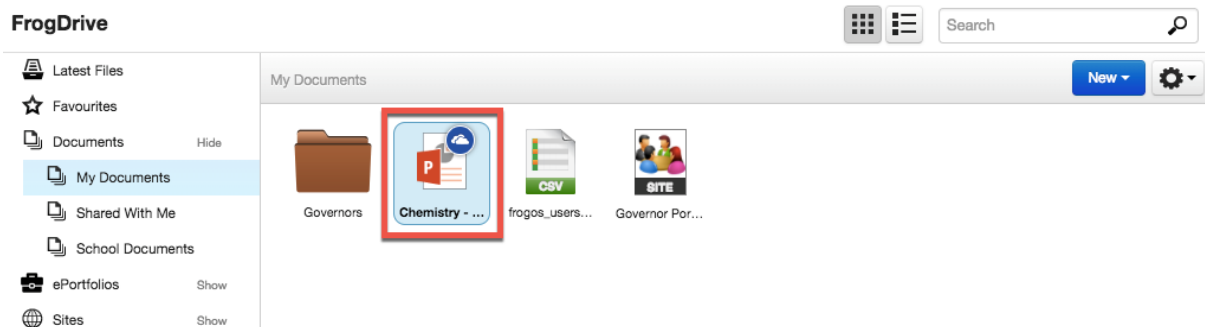 FrogDrive
Search
Latest Files
Favourites
Documents Hide
My Documents
Shared With Me
School Documents
ePortfolios Show
Sites Show
My Documents
New
Governors
P
Chemistry - ...
CSV
frogos_users...
SITE
Governor Por...